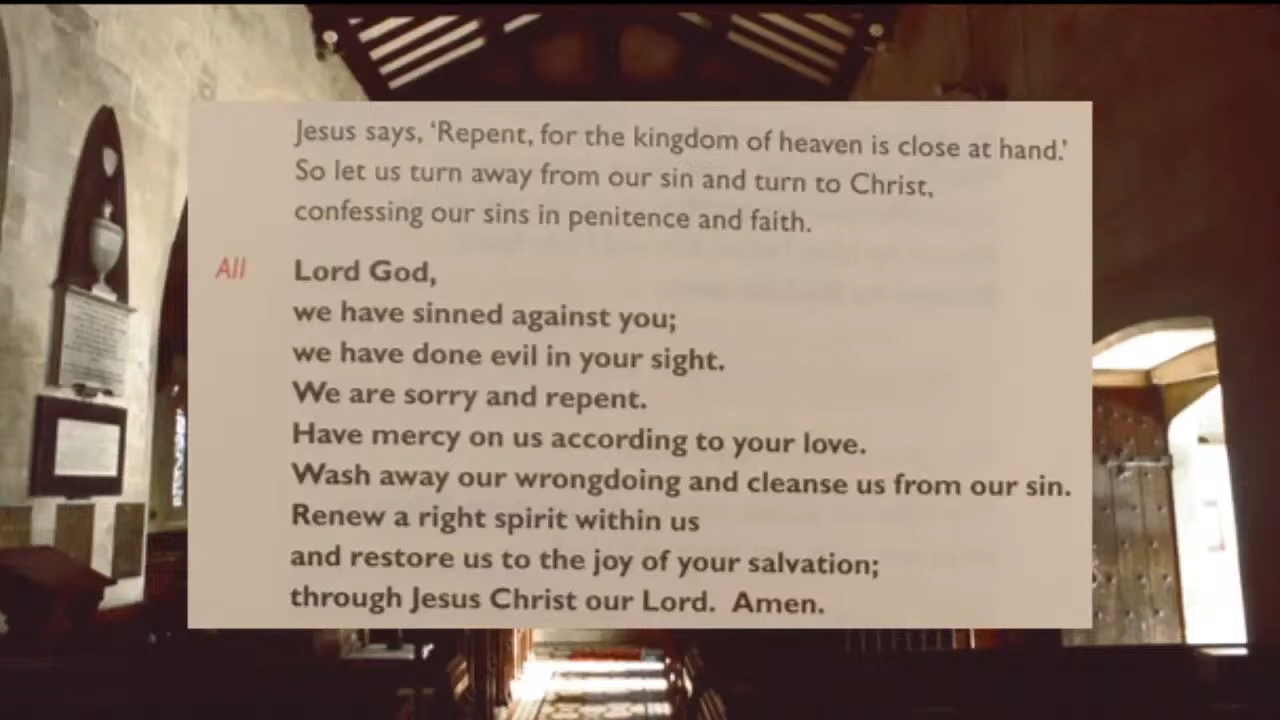 Jesus says, ‘Repent, for the kingdom of heaven is close at hand.’
So let us turn away from our sin and turn to Christ,
confessing our sins in penitence and faith.
All Lord God,
we have sinned against you;
we have done evil in your sight.
We are sorry and repent.
Have mercy on us according to your love.
Wash away our wrongdoing and cleanse us from our sin.
Renew a right spirit within us
and restore us to the joy of your salvation;
through Jesus Christ our Lord. Amen.